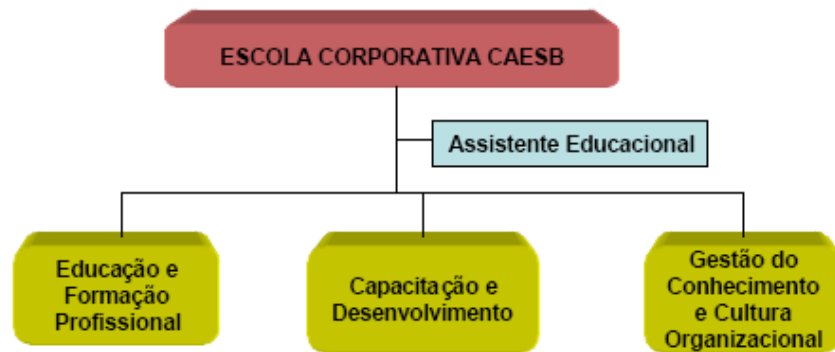 ESCOLA CORPORATIVA CAESB
Assistente Educacional
Educação e
Formação
Profissional
Capacitação e
Desenvolvimento
Gestão do
Conhecimento
e Cultura
Organizacional